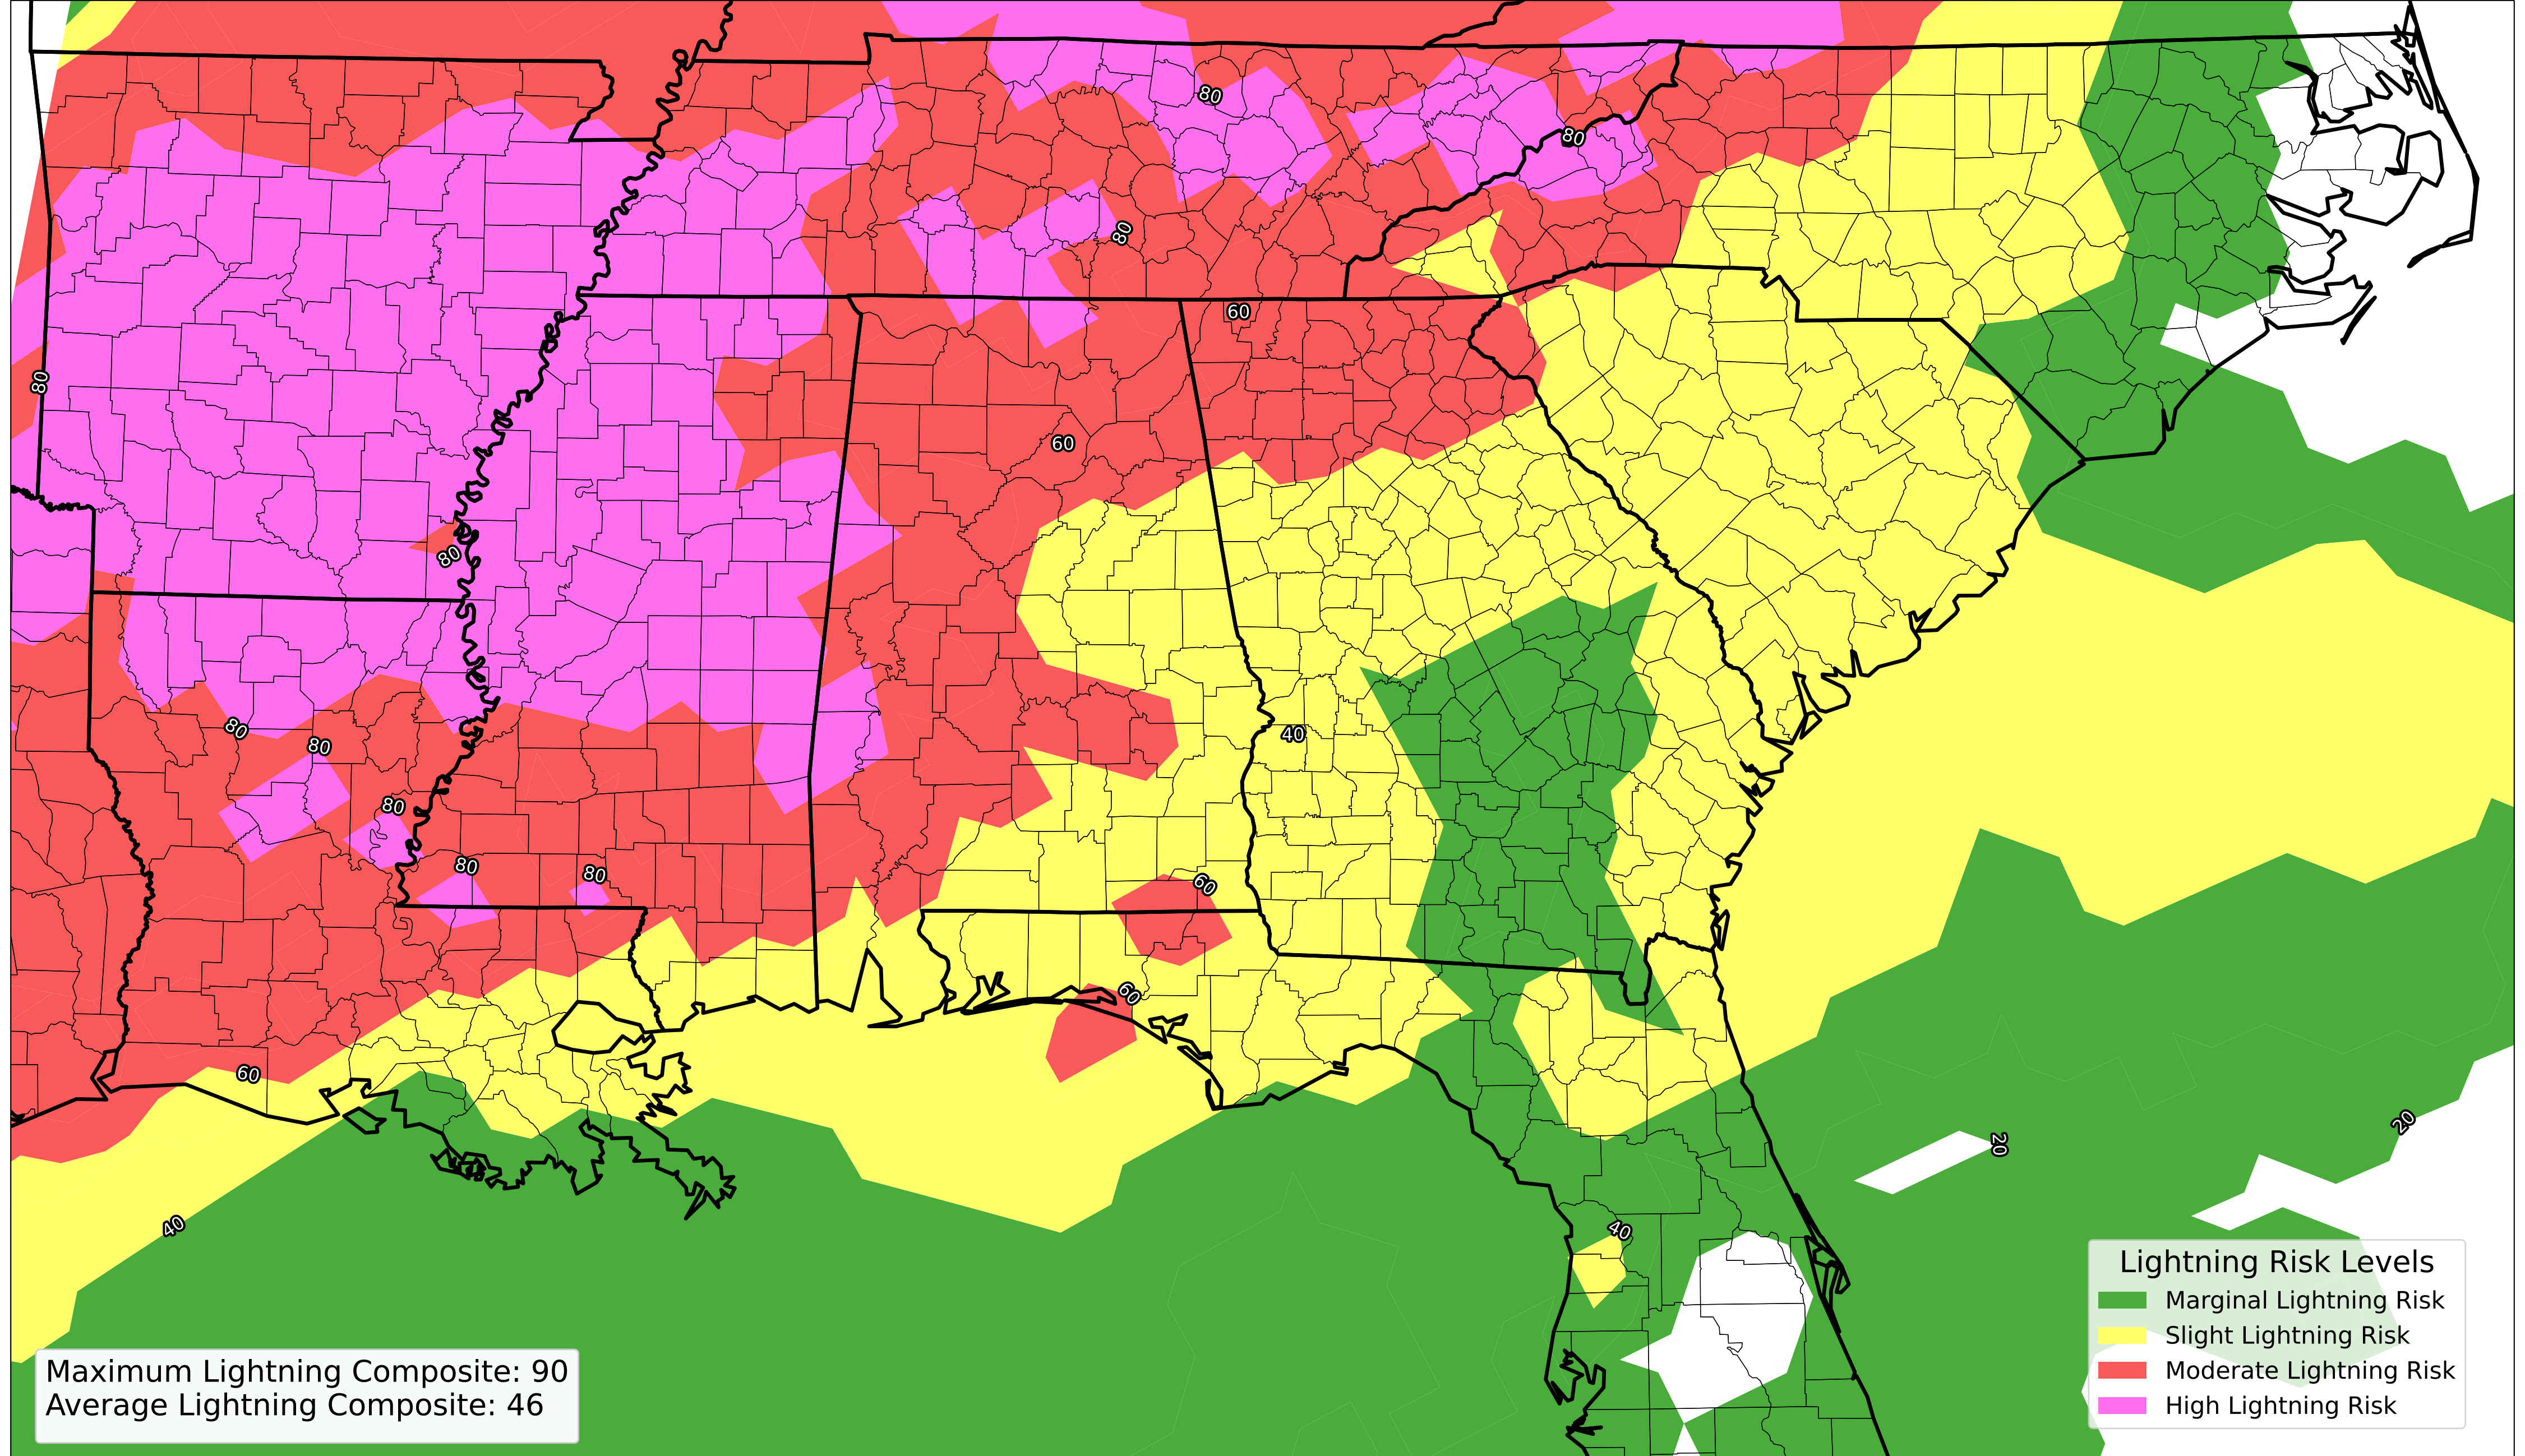 80
80
80
60
80
60
80
80
40
80
80
80
80
60
60
60
20
20
40
40
Lightning Risk Levels
Marginal Lightning Risk
Slight Lightning Risk
Moderate Lightning Risk
High Lightning Risk
Maximum Lightning Composite: 90
Average Lightning Composite: 46